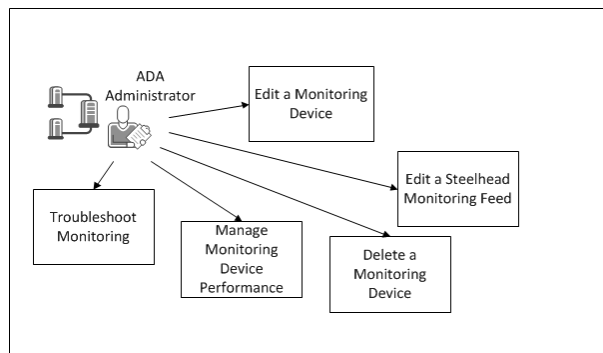 ADA
Administrator
Edit a Monitoring
Device
Edit a Steelhead
Monitoring Feed
Troubleshoot
Monitoring
Manage
Monitoring
Device
Performance
Delete a
Monitoring
Device